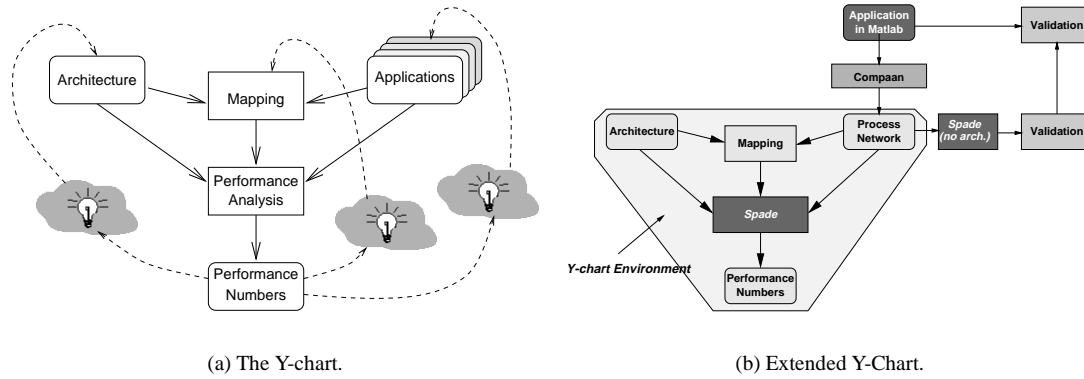 Architecture
Mapping
Applications
Performance
Analysis
Performance
Numbers
(a) The Y-chart.
Application
in Matlab
Validation
Compaan
Architecture
Mapping
Process
Network
Spade
(no arch.)
Validation
Spade
Y-chart Environment
Performance
Numbers
(b) Extended Y-Chart.